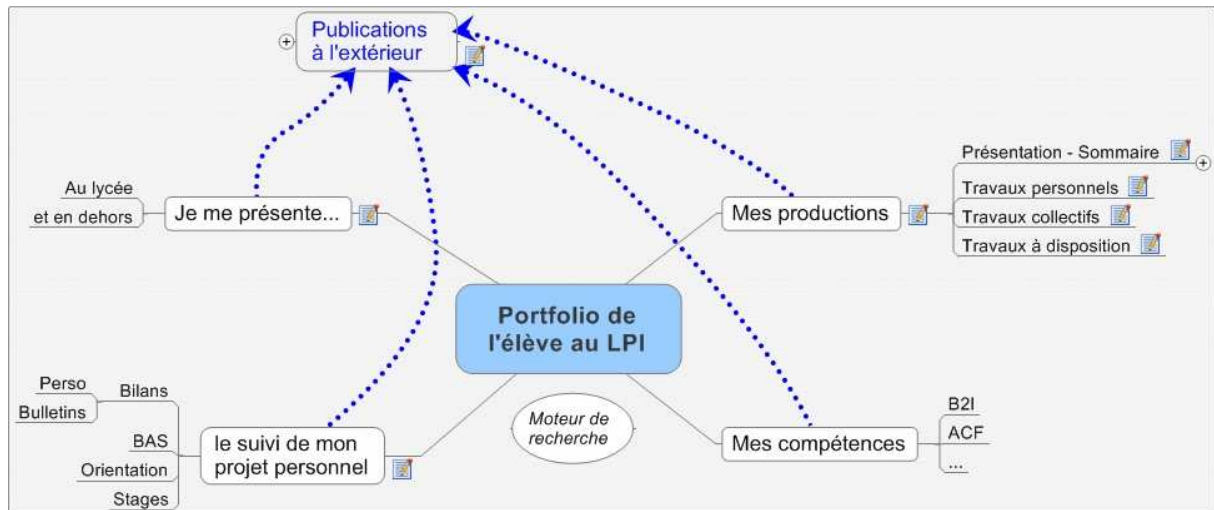 Publications
à l'extérieur
Au lycée
et en dehors
Je me présente...
Mes productions
Présentation - Sommaire
Travaux personnels
Travaux collectifs
Travaux à disposition
Portfolio de
l'élève au LPI
Moteur de
recherche
Perso
Bulletins
Bilans
BAS
Orientation
Stages
le suivi de mon
projet personnel
Mes compétences
B2I
ACF
...